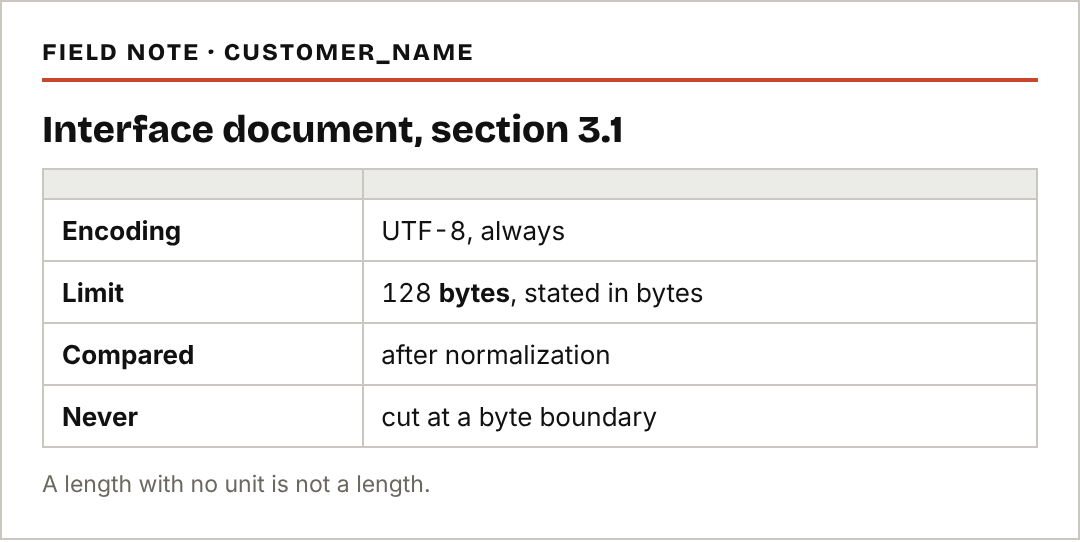 FIELD NOTE · CUSTOMER_NAME
Interface document, section 3.1
Encoding UTF-8, always
Limit 128 bytes, stated in bytes
Compared after normalization
Never cut at a byte boundary
A length with no unit is not a length.